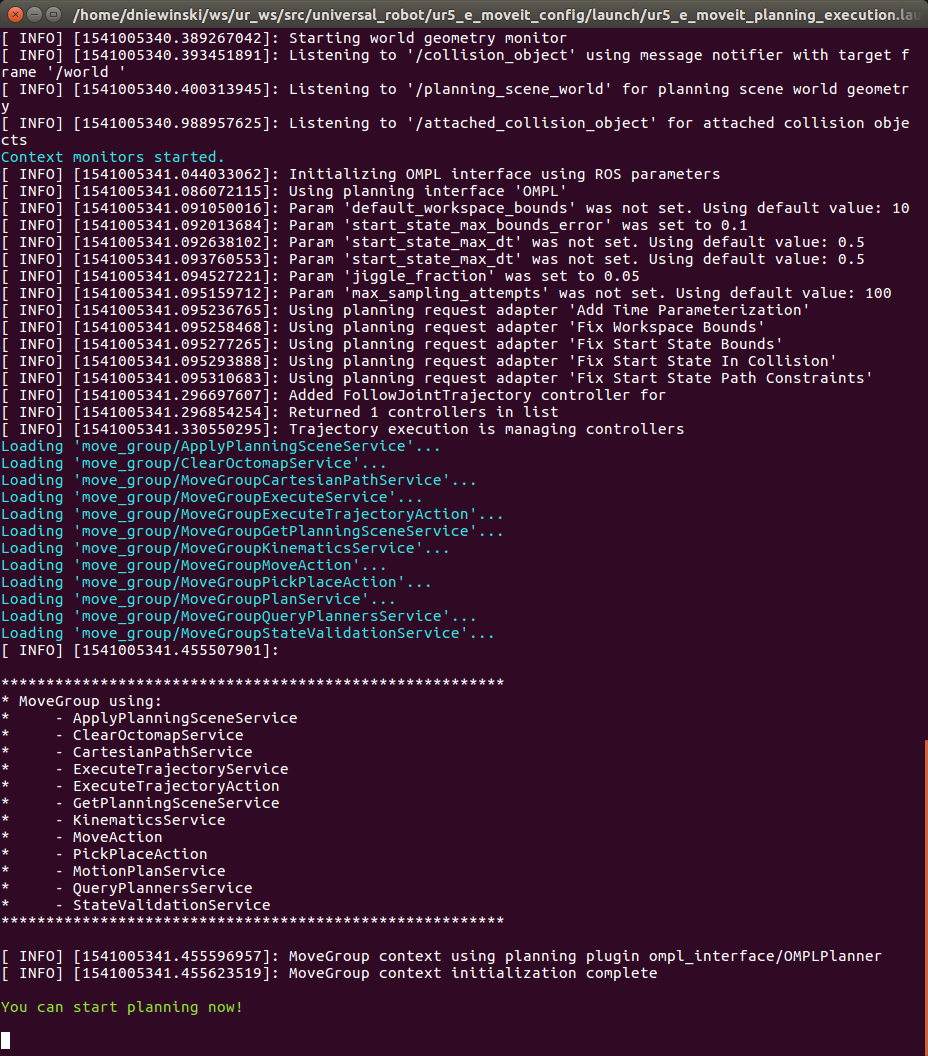 /home/dniewinski/ws/ur_ws/src/universal_robot/ur5_e_moveit_config/launch/ur5_e_moveit_planning_execution.lau
[ INFO] [1541005340.389267042]: Starting world geometry monitor
[ INFO] [1541005340.393451891]: Listening to '/collision_object' using message notifier with target f
rame '/world '
[ INFO] [1541005340.400313945]: Listening to '/planning_scene_world' for planning scene world geometr
y
[ INFO] [1541005340.988957625]: Listening to '/attached_collision_object' for attached collision obje
cts
Context monitors started.
[ INFO] [1541005341.044033062]: Initializing OMPL interface using ROS parameters
[ INFO] [1541005341.086072115]: Using planning interface 'OMPL'
[ INFO] [1541005341.091050016]: Param 'default_workspace_bounds' was not set. Using default value: 10
[ INFO] [1541005341.092013684]: Param 'start_state_max_bounds_error' was set to 0.1
[ INFO] [1541005341.092638102]: Param 'start_state_max_dt' was not set. Using default value: 0.5
[ INFO] [1541005341.093760553]: Param 'start_state_max_dt' was not set. Using default value: 0.5
[ INFO] [1541005341.094527221]: Param 'jiggle_fraction' was set to 0.05
[ INFO] [1541005341.095159712]: Param 'max_sampling_attempts' was not set. Using default value: 100
[ INFO] [1541005341.095236765]: Using planning request adapter 'Add Time Parameterization'
[ INFO] [1541005341.095258468]: Using planning request adapter 'Fix Workspace Bounds'
[ INFO] [1541005341.095277265]: Using planning request adapter 'Fix Start State Bounds'
[ INFO] [1541005341.095293888]: Using planning request adapter 'Fix Start State In Collision'
[ INFO] [1541005341.095310683]: Using planning request adapter 'Fix Start State Path Constraints'
[ INFO] [1541005341.296697607]: Added FollowJointTrajectory controller for
[ INFO] [1541005341.296854254]: Returned 1 controllers in list
[ INFO] [1541005341.330550295]: Trajectory execution is managing controllers
Loading 'move_group/ApplyPlanningSceneService'...
Loading 'move_group/ClearOctomapService'...
Loading 'move_group/MoveGroupCartesianPathService'...
Loading 'move_group/MoveGroupExecuteService'...
Loading 'move_group/MoveGroupExecuteTrajectoryAction'...
Loading 'move_group/MoveGroupGetPlanningSceneService'...
Loading 'move_group/MoveGroupKinematicsService'...
Loading 'move_group/MoveGroupMoveAction'...
Loading 'move_group/MoveGroupPickPlaceAction'...
Loading 'move_group/MoveGroupPlanService'...
Loading 'move_group/MoveGroupQueryPlannersService'...
Loading 'move_group/MoveGroupStateValidationService'...
[ INFO] [1541005341.455507901]:
********************************************************
* MoveGroup using:
*     - ApplyPlanningSceneService
*     - ClearOctomapService
*     - CartesianPathService
*     - ExecuteTrajectoryService
*     - ExecuteTrajectoryAction
*     - GetPlanningSceneService
*     - KinematicsService
*     - MoveAction
*     - PickPlaceAction
*     - MotionPlanService
*     - QueryPlannersService
*     - StateValidationService
********************************************************
[ INFO] [1541005341.455596957]: MoveGroup context using planning plugin ompl_interface/OMPLPlanner
[ INFO] [1541005341.455623519]: MoveGroup context initialization complete
You can start planning now!